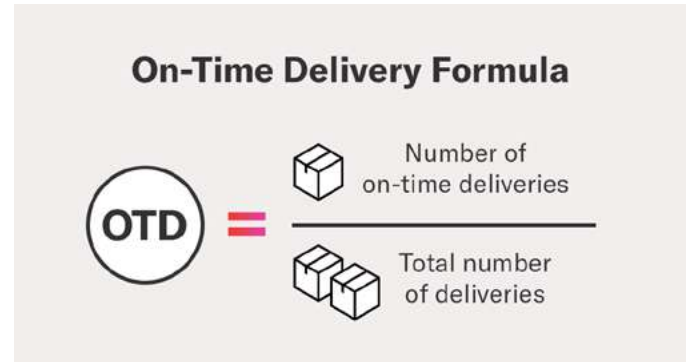 On-Time Delivery Formula
OTD
=
Number of
on-time deliveries
Total number
of deliveries